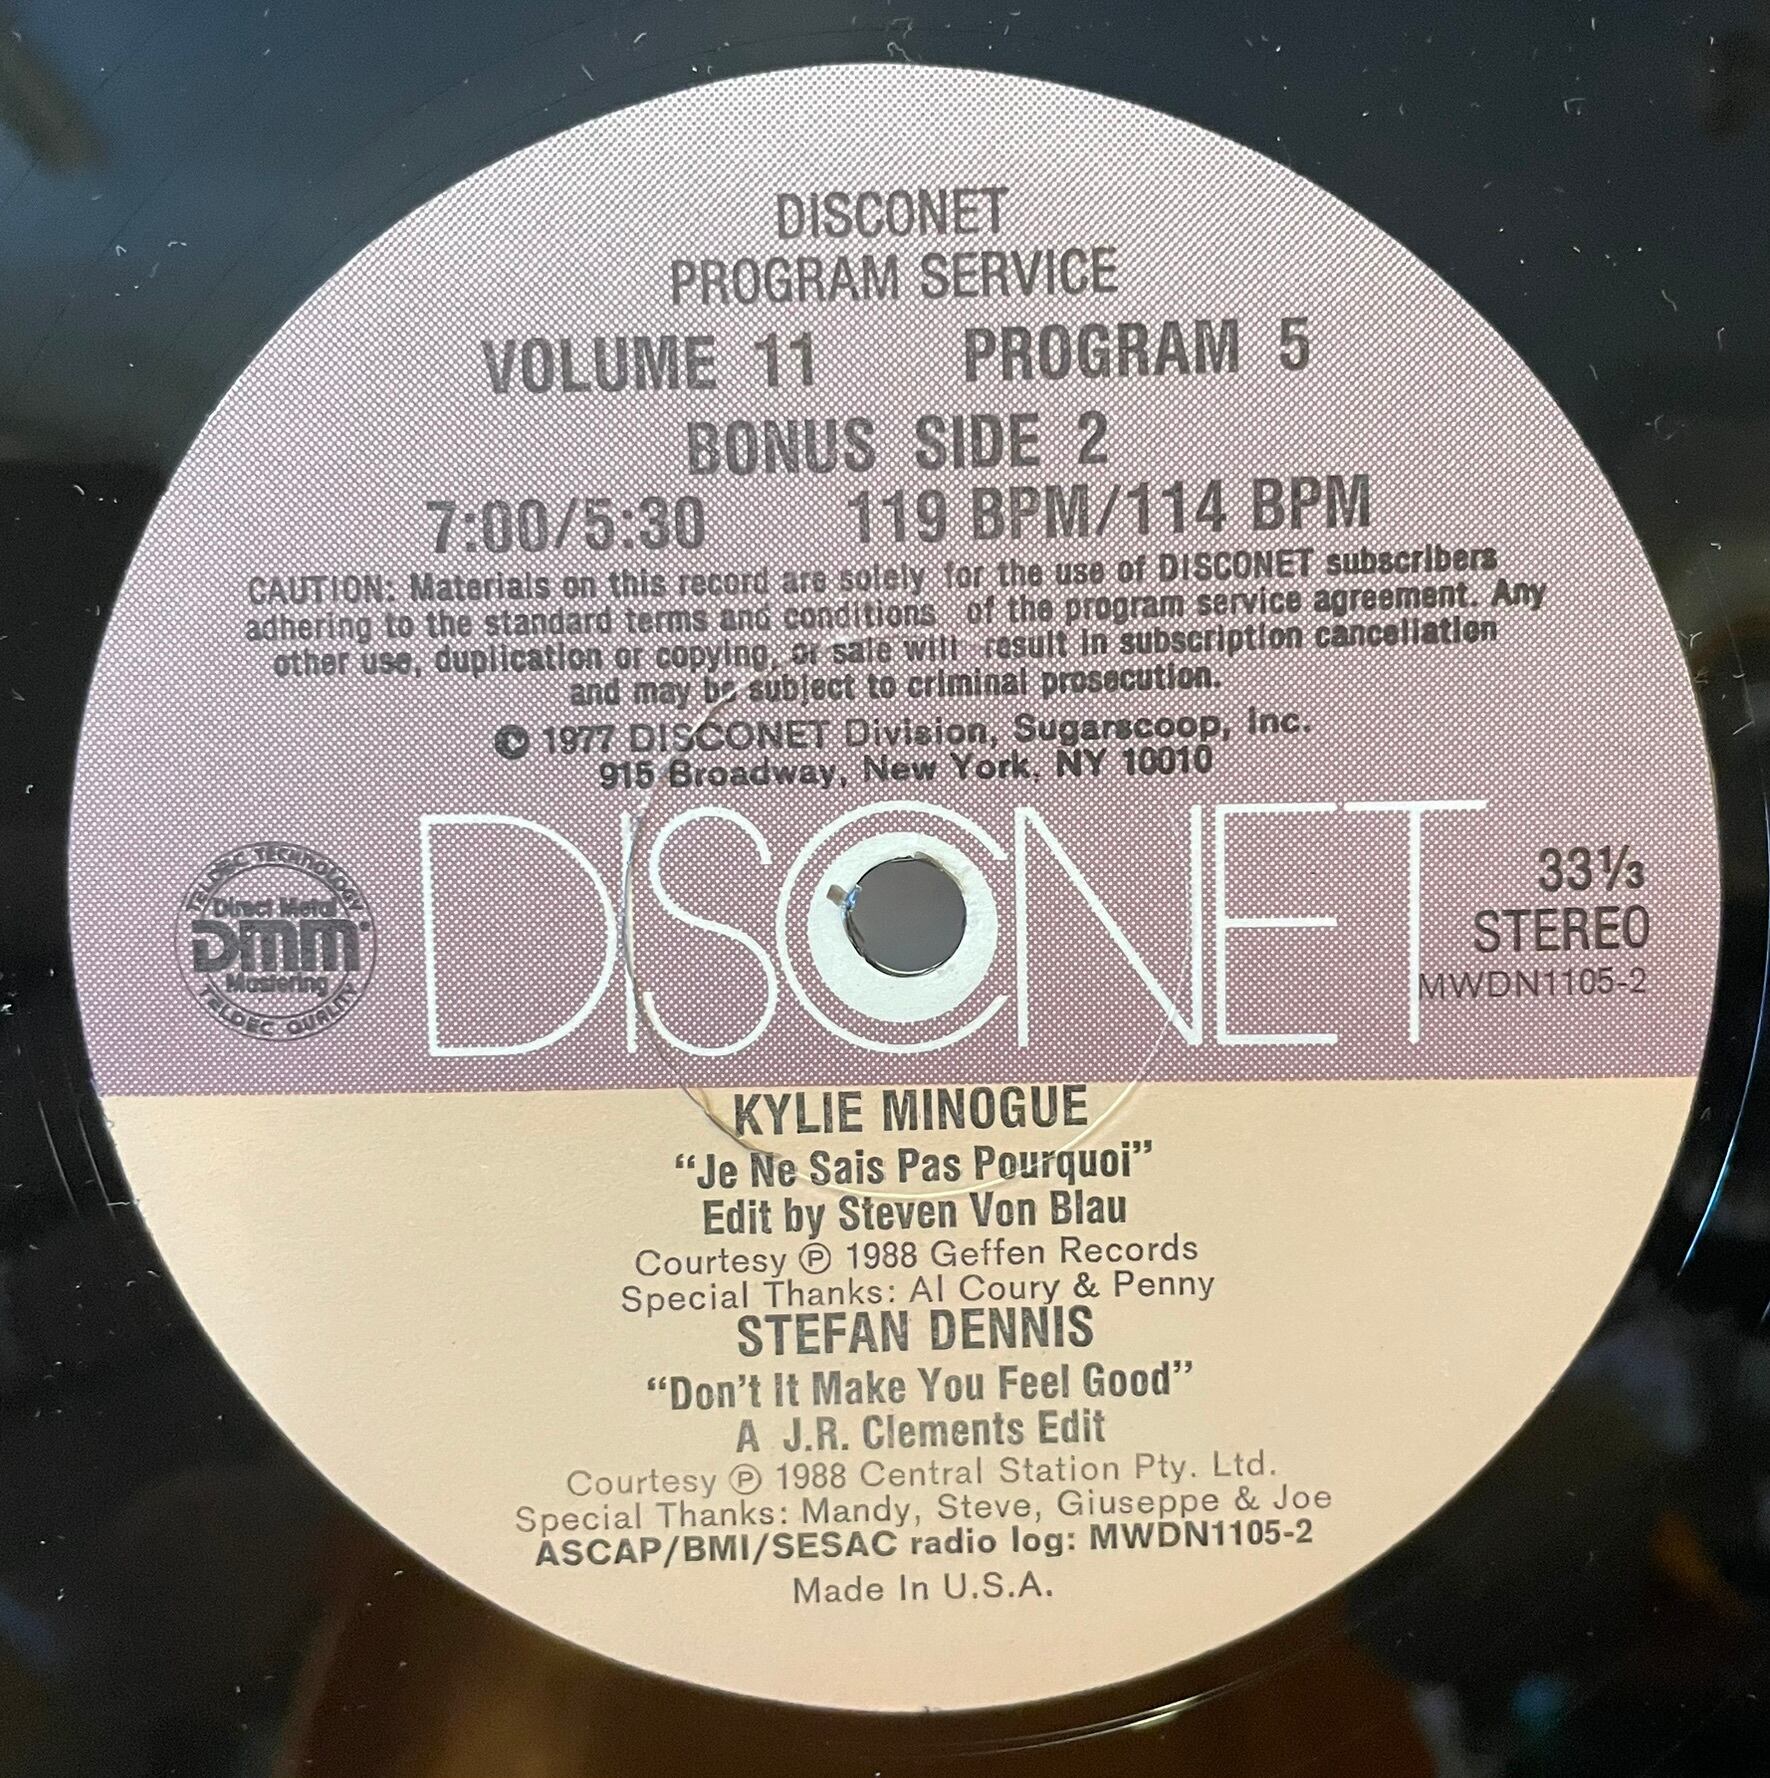 DISCONET
PROGRAM SERVICE
VOLUME 11 PROGRAM 5
BONUS SIDE 2
7:00/5:30 119 BPM/114 BPM
CAUTION: Materials on this record are solely for the use of DISCONET subscribers
adhering to the standard terms and conditions of the program service agreement. Any
other use, duplication or copying, or sale will result in subscription cancellation
and may be subject to criminal prosecution.
© 1977 DISCONET Division, Sugarscoop, Inc.
915 Broadway, New York, NY 10010
TELDEC TECHNOLOGY
Direct Metal
DMM®
Mastering
TELDEC QUALITY
DISCONET
33⅓
STEREO
MWDN1105-2
KYLIE MINOGUE
“Je Ne Sais Pas Pourquoi”
Edit by Steven Von Blau
Courtesy ℗ 1988 Geffen Records
Special Thanks: Al Coury & Penny
STEFAN DENNIS
“Don't It Make You Feel Good”
A J.R. Clements Edit
Courtesy ℗ 1988 Central Station Pty. Ltd.
Special Thanks: Mandy, Steve, Giuseppe & Joe
ASCAP/BMI/SESAC radio log: MWDN1105-2
Made In U.S.A.